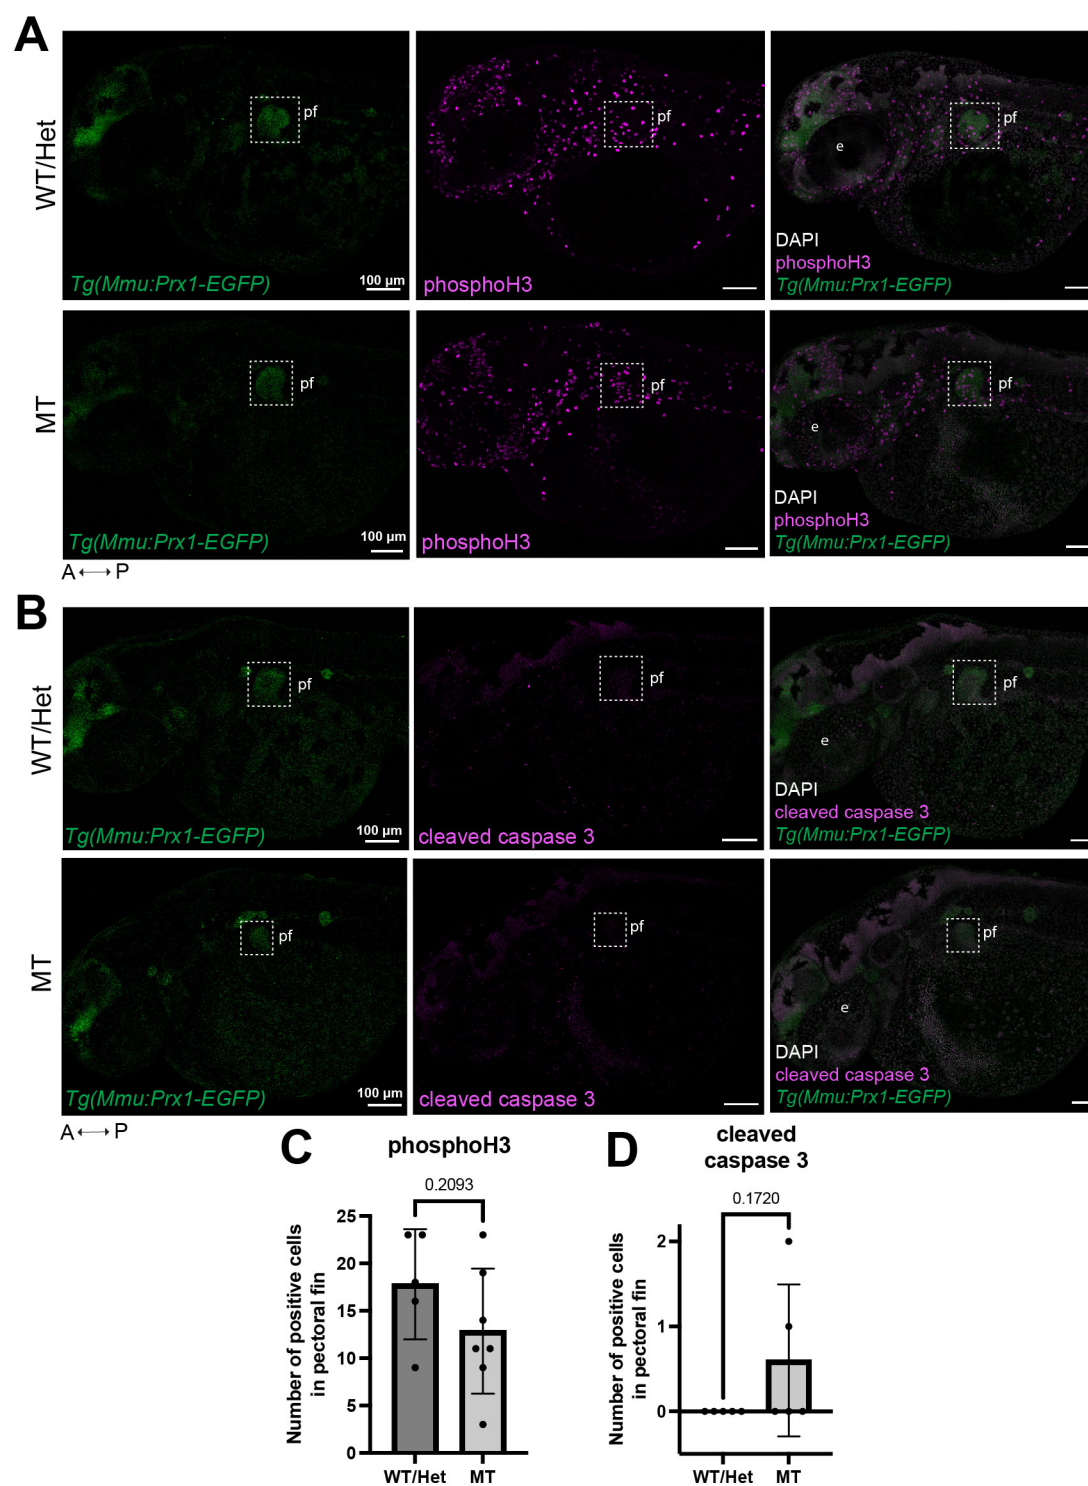 A
WT/Het
pf
Tg(Mmu:Prx1-EGFP)
100 µm
pf
phosphoH3
pf
e
DAPI
phosphoH3
Tg(Mmu:Prx1-EGFP)
MT
pf
Tg(Mmu:Prx1-EGFP)
100 µm
pf
phosphoH3
pf
e
DAPI
phosphoH3
Tg(Mmu:Prx1-EGFP)
A ⟷ P
B
WT/Het
pf
Tg(Mmu:Prx1-EGFP)
100 µm
pf
cleaved caspase 3
pf
e
DAPI
cleaved caspase 3
Tg(Mmu:Prx1-EGFP)
MT
pf
Tg(Mmu:Prx1-EGFP)
100 µm
pf
cleaved caspase 3
pf
e
DAPI
cleaved caspase 3
Tg(Mmu:Prx1-EGFP)
A ⟷ P
C
phosphoH3
0.2093
Number of positive cells
in pectoral fin
25
20
15
10
5
0
WT/Het
MT
D
cleaved
caspase 3
0.1720
Number of positive cells
in pectoral fin
2
1
0
WT/Het
MT